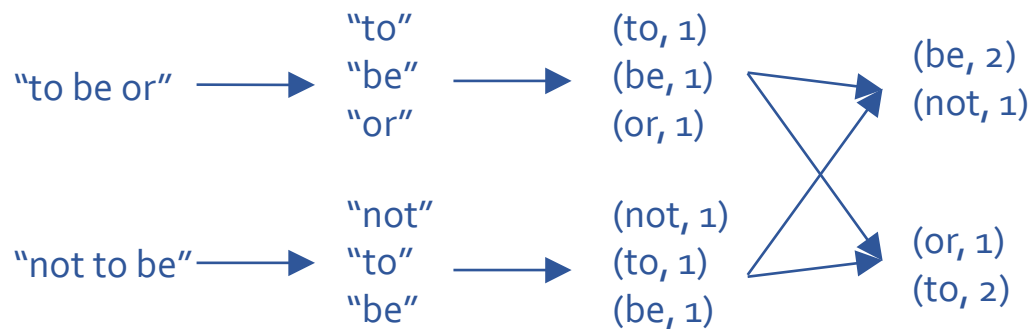 “to be or”
“to”
“be”
“or”
(to, 1)
(be, 1)
(or, 1)
(be, 2)
(not, 1)
“not to be”
“not”
“to”
“be”
(not, 1)
(to, 1)
(be, 1)
(or, 1)
(to, 2)